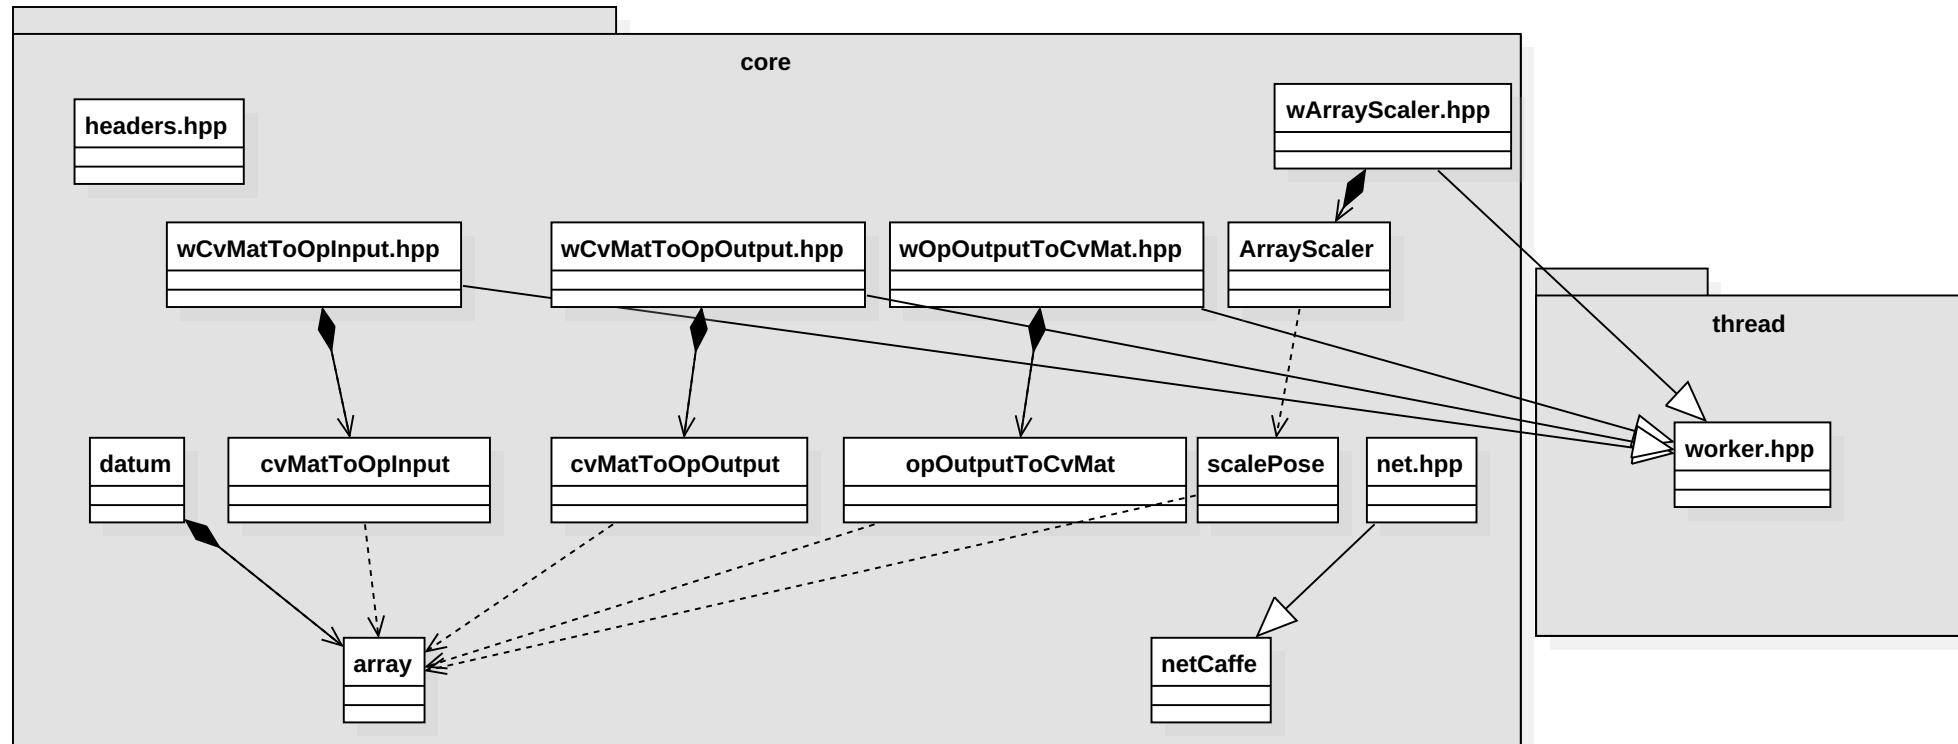 core
headers.hpp
wArrayScaler.hpp
wCvMatToOpInput.hpp
wCvMatToOpOutput.hpp
wOpOutputToCvMat.hpp
ArrayScaler
thread
datum
cvMatToOpInput
cvMatToOpOutput
opOutputToCvMat
scalePose
net.hpp
worker.hpp
array
netCaffe